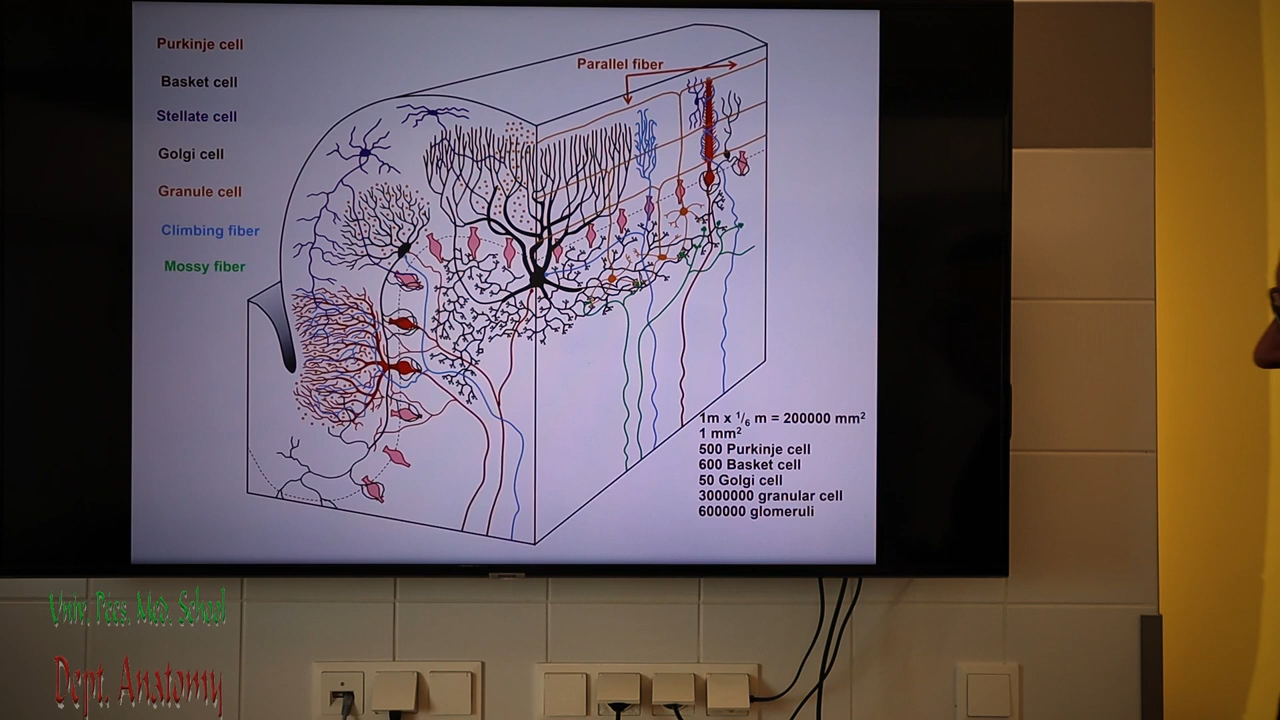 Purkinje cell
Basket cell
Stellate cell
Golgi cell
Granule cell
Climbing fiber
Mossy fiber
Parallel fiber
1m x 1/6 m = 200000 mm²
1 mm²
500 Purkinje cell
600 Basket cell
50 Golgi cell
3000000 granular cell
600000 glomeruli
Univ. Pecs. Med. School
Dept. Anatomy